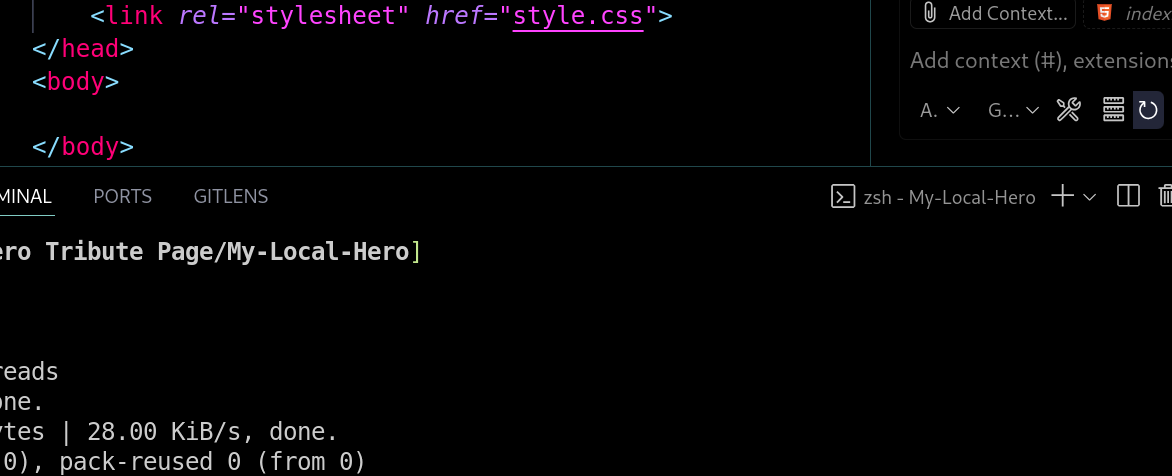 <link rel="stylesheet" href="style.css">
Add Context...
index
</head>
Add context (#), extensions
<body>
A.
G...
</body>
MINAL
PORTS
GITLENS
zsh - My-Local-Hero
ero Tribute Page/My-Local-Hero]
reads
one.
ytes | 28.00 KiB/s, done.
0), pack-reused 0 (from 0)